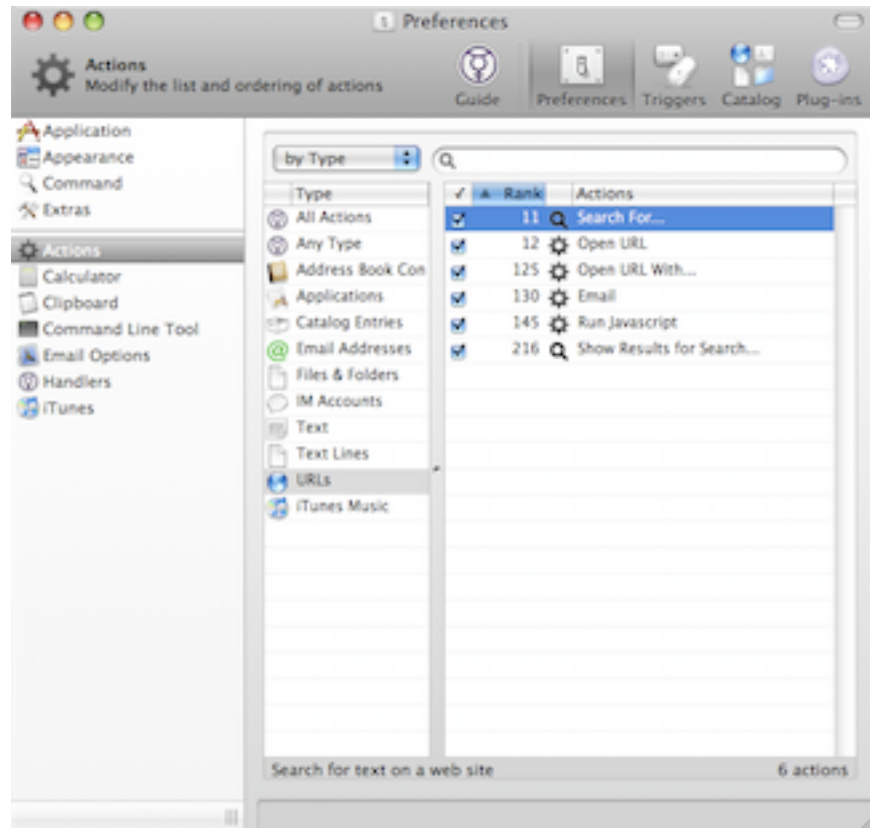 Preferences
Actions
Modify the list and ordering of actions
Guide
Preferences
Triggers
Catalog
Plug-ins
Application
Appearance
Command
Extras
Actions
Calculator
Clipboard
Command Line Tool
Email Options
Handlers
iTunes
by Type
Type
All Actions
Any Type
Address Book Con
Applications
Catalog Entries
Email Addresses
Files & Folders
IM Accounts
Text
Text Lines
URLs
iTunes Music
✓ Rank Actions
11 Search For...
12 Open URL
125 Open URL With...
130 Email
145 Run Javascript
216 Show Results for Search...
Search for text on a web site
6 actions